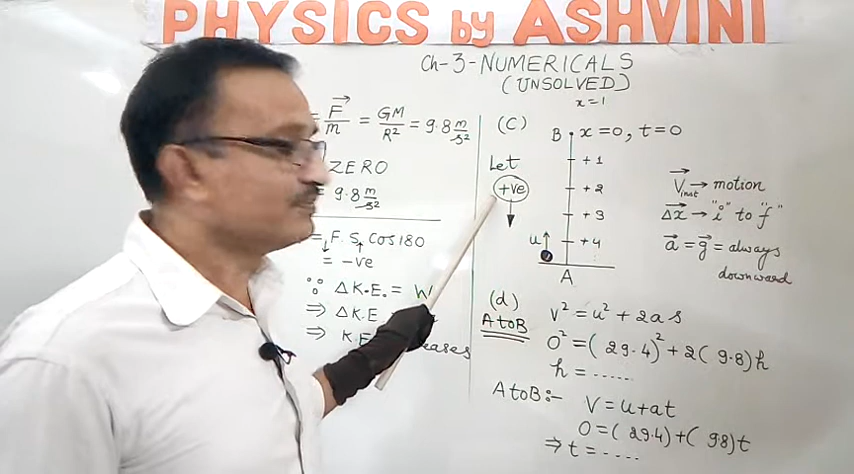 PHYSICS by ASHVINI
Ch-3-NUMERICALS
(UNSOLVED)
x=1
= F⃗/m = GM/R² = 9.8 m/s²
ZERO
= 9.8 m/s²
= F. S, Cos180
= -ve
∵ ΔK.E. = W
⇒ ΔK.E
⇒ K.E
(C)
B x=0, t=0
Let
+ve
+1
+2
+3
+4
u↑
A
V⃗inst → motion
Δx⃗ → "i" to "f"
a⃗ = g⃗ = always
downward
(d)
A to B
V² = u² + 2as
0² = (29.4)² + 2(9.8)h
h = ......
A to B:-
V = u + at
0 = (29.4) + (9.8)t
⇒ t = ....